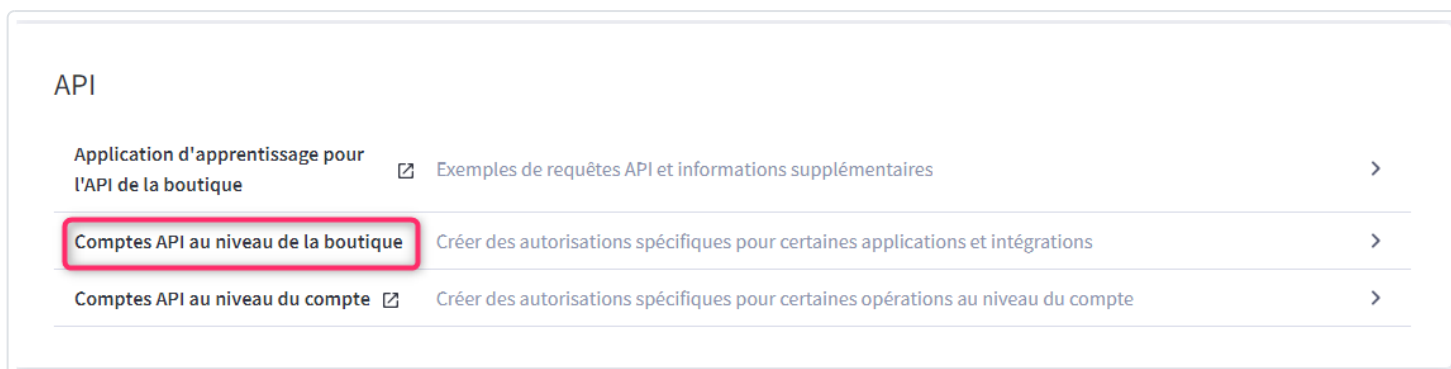 API
Application d'apprentissage pour
l'API de la boutique
Exemples de requêtes API et informations supplémentaires
Comptes API au niveau de la boutique
Créer des autorisations spécifiques pour certaines applications et intégrations
Comptes API au niveau du compte
Créer des autorisations spécifiques pour certaines opérations au niveau du compte